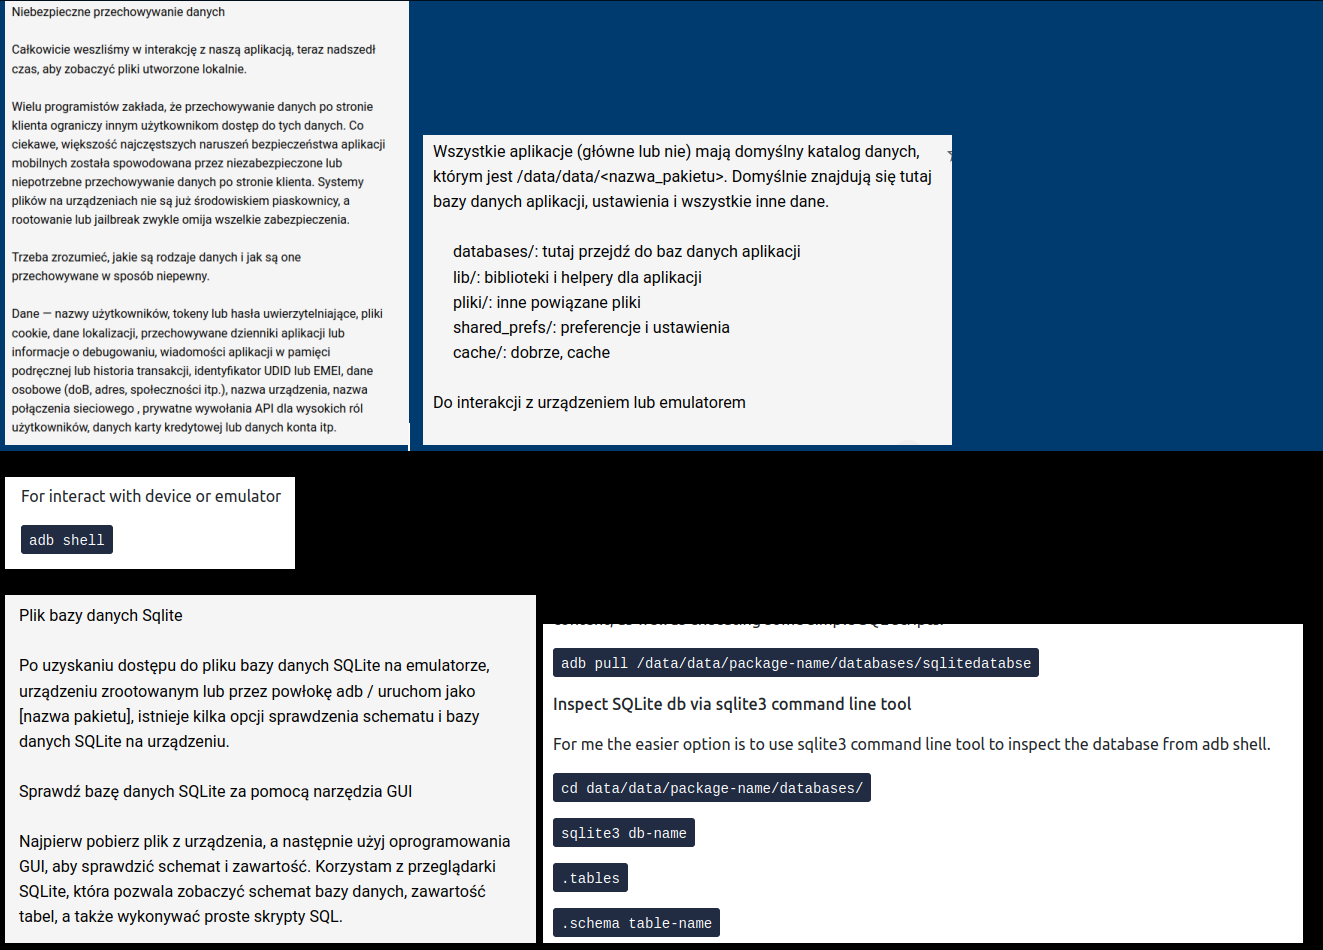 Niebezpieczne przechowywanie danych
Całkowicie weszliśmy w interakcję z naszą aplikacją, teraz nadszedł
czas, aby zobaczyć pliki utworzone lokalnie.
Wielu programistów zakłada, że przechowywanie danych po stronie
klienta ograniczy innym użytkownikom dostęp do tych danych. Co
ciekawe, większość najczęstszych naruszeń bezpieczeństwa aplikacji
mobilnych została spowodowana przez niezabezpieczone lub
niepotrzebne przechowywanie danych po stronie klienta. Systemy
plików na urządzeniach nie są już środowiskiem piaskownicy, a
rootowanie lub jailbreak zwykle omija wszelkie zabezpieczenia.
Trzeba zrozumieć, jakie są rodzaje danych i jak są one
przechowywane w sposób niepewny.
Dane — nazwy użytkowników, tokeny lub hasła uwierzytelniające, pliki
cookie, dane lokalizacji, przechowywane dzienniki aplikacji lub
informacje o debugowaniu, wiadomości aplikacji w pamięci
podręcznej lub historia transakcji, identyfikator UDID lub EMEI, dane
osobowe (doB, adres, społeczności itp.), nazwa urządzenia, nazwa
połączenia sieciowego , prywatne wywołania API dla wysokich ról
użytkowników, danych karty kredytowej lub danych konta itp.
Wszystkie aplikacje (główne lub nie) mają domyślny katalog danych,
którym jest /data/data/<nazwa_pakietu>. Domyślnie znajdują się tutaj
bazy danych aplikacji, ustawienia i wszystkie inne dane.
databases/: tutaj przejdź do baz danych aplikacji
lib/: biblioteki i helpery dla aplikacji
pliki/: inne powiązane pliki
shared_prefs/: preferencje i ustawienia
cache/: dobrze, cache
Do interakcji z urządzeniem lub emulatorem
For interact with device or emulator
adb shell
Plik bazy danych Sqlite
Po uzyskaniu dostępu do pliku bazy danych SQLite na emulatorze,
urządzeniu zrootowanym lub przez powłokę adb / uruchom jako
[nazwa pakietu], istnieje kilka opcji sprawdzenia schematu i bazy
danych SQLite na urządzeniu.
Sprawdź bazę danych SQLite za pomocą narzędzia GUI
Najpierw pobierz plik z urządzenia, a następnie użyj oprogramowania
GUI, aby sprawdzić schemat i zawartość. Korzystam z przeglądarki
SQLite, która pozwala zobaczyć schemat bazy danych, zawartość
tabel, a także wykonywać proste skrypty SQL.
adb pull /data/data/package-name/databases/sqlitedatabse
Inspect SQLite db via sqlite3 command line tool
For me the easier option is to use sqlite3 command line tool to inspect the database from adb shell.
cd data/data/package-name/databases/
sqlite3 db-name
.tables
.schema table-name